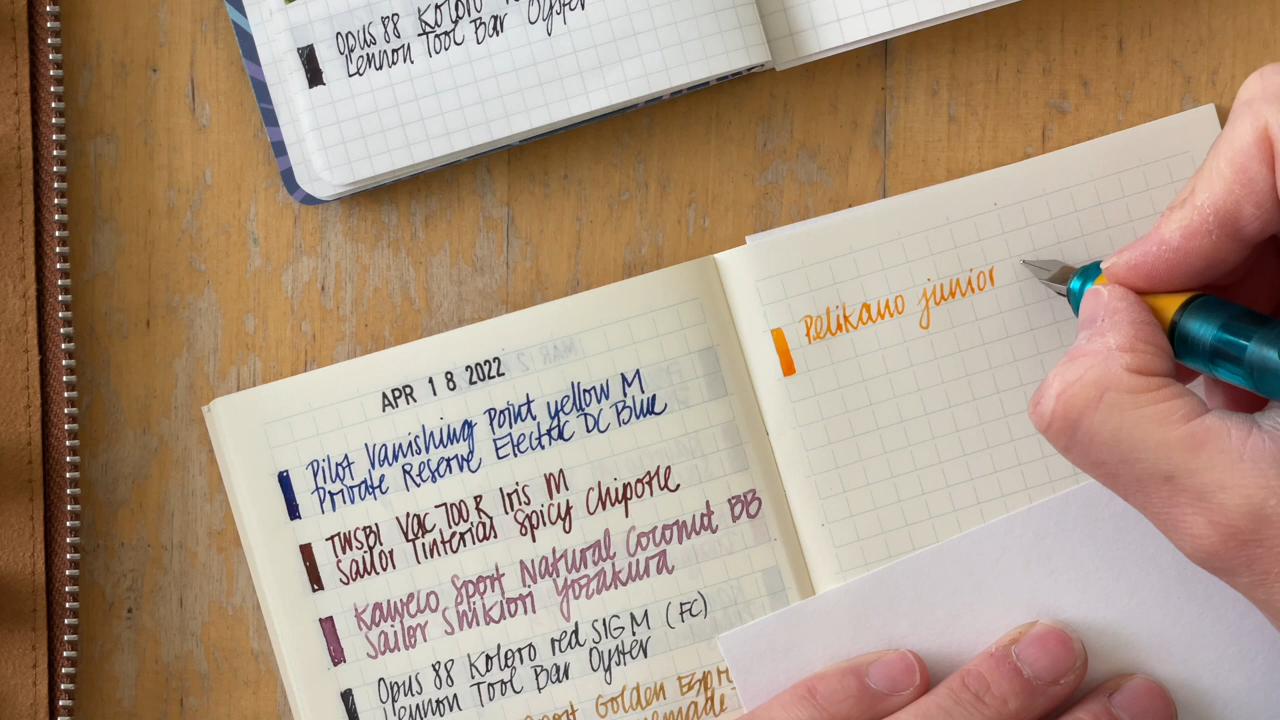 Opus 88 Koloro
Lennon Tool Bar Oyster
APR 18 2022
Pilot Vanishing Point yellow M
Private Reserve Electric DC Blue
TWSBI Vac 700R Iris M
Sailor Tinterias Spicy Chipotle
Kaweco Sport Natural Coconut BB
Sailor Shikiori Yozakura
Opus 88 Koloro red SIG M (FC)
Lennon Tool Bar Oyster
Golden
Pelikano junior